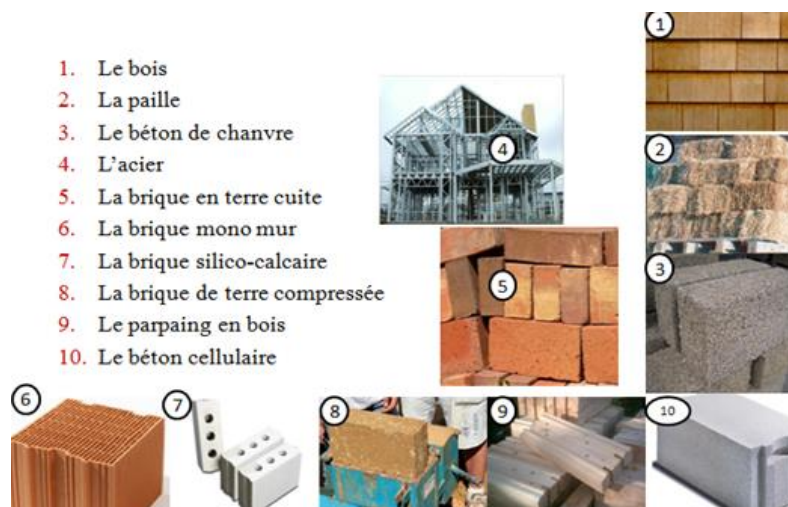 1. Le bois
2. La paille
3. Le béton de chanvre
4. L'acier
5. La brique en terre cuite
6. La brique mono mur
7. La brique silico-calcaire
8. La brique de terre compressée
9. Le parpaing en bois
10. Le béton cellulaire
1
2
4
3
5
6
7
8
9
10